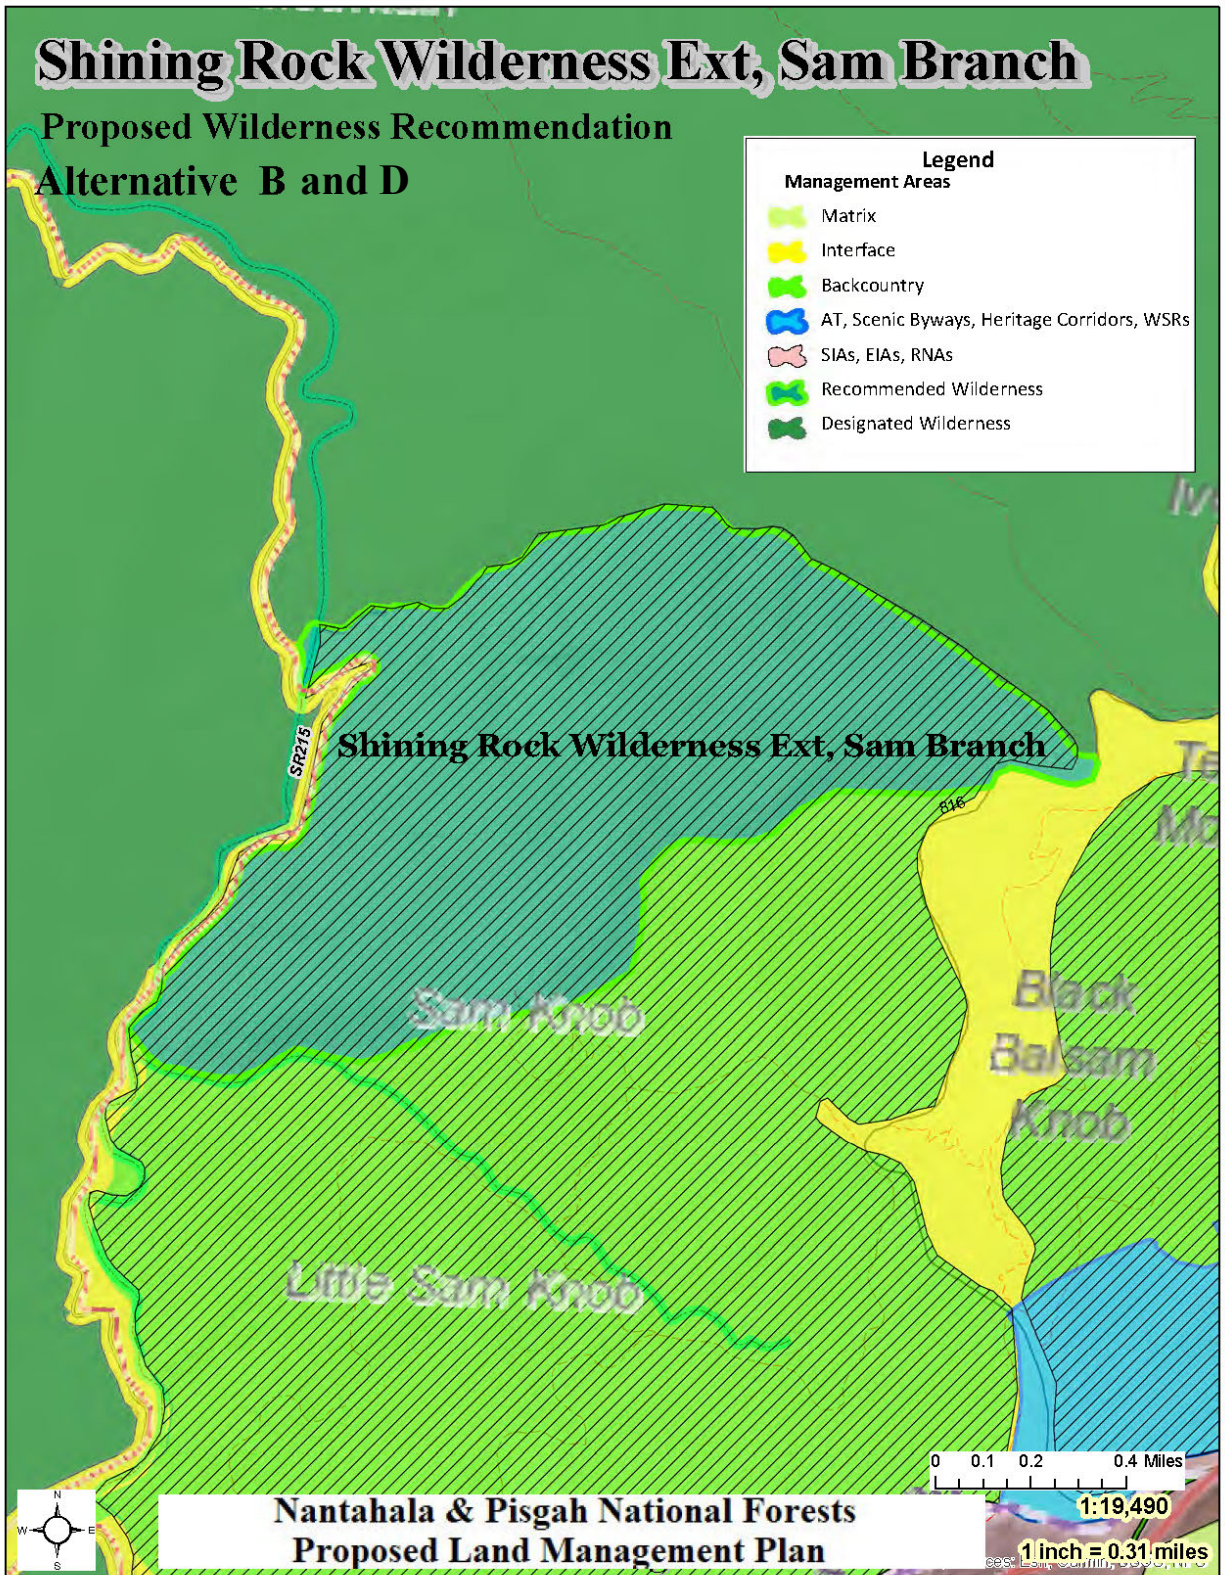 Shining Rock Wilderness Ext, Sam Branch
Proposed Wilderness Recommendation
Alternative B and D
Legend
Management Areas
Matrix
Interface
Backcountry
AT, Scenic Byways, Heritage Corridors, WSRs
SIAs, EIAs, RNAs
Recommended Wilderness
Designated Wilderness
SR215
Shining Rock Wilderness Ext, Sam Branch
816
Sam Knob
Black
Balsam
Knob
Little Sam Knob
0 0.1 0.2 0.4 Miles
1:19,490
1 inch = 0.31 miles
N
W E
S
Nantahala & Pisgah National Forests
Proposed Land Management Plan